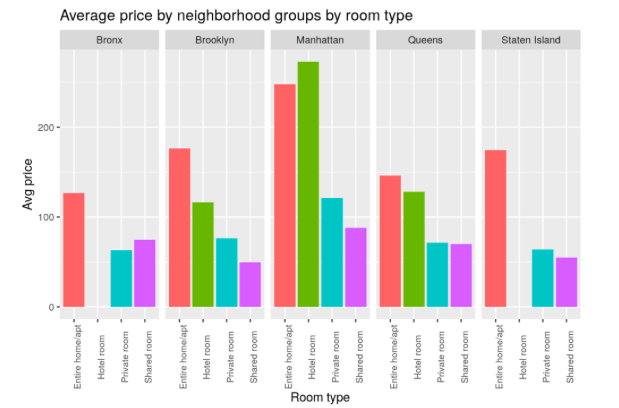 Average price by neighborhood groups by room type
Bronx
Brooklyn
Manhattan
Queens
Staten Island
Avg price
200
100
0
Entire home/apt
Hotel room
Private room
Shared room
Entire home/apt
Hotel room
Private room
Shared room
Entire home/apt
Hotel room
Private room
Shared room
Entire home/apt
Hotel room
Private room
Shared room
Entire home/apt
Hotel room
Private room
Shared room
Room type